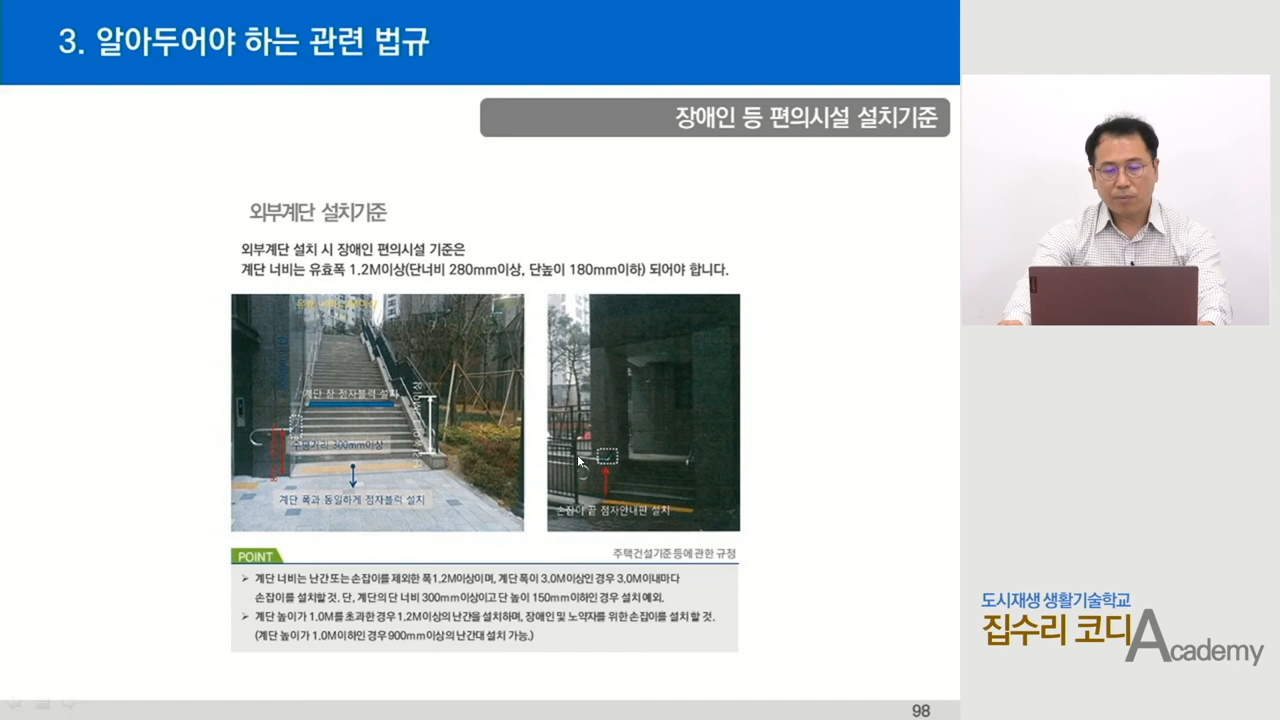 3. 알아두어야 하는 관련 법규
장애인 등 편의시설 설치기준
외부계단 설치기준
외부계단 설치 시 장애인 편의시설 기준은
계단 너비는 유효폭 1.2M이상(단너비 280mm이상, 단높이 180mm이하) 되어야 합니다.
계단 참 점자블럭 설치
수평거리 300mm이상
계단 폭과 동일하게 점자블럭 설치
손잡이 끝 점자안내판 설치
POINT
주택건설기준 등에 관한 규정
➢ 계단 너비는 난간 또는 손잡이를 제외한 폭1.2M이상이며, 계단 폭이 3.0M이상인 경우 3.0M이내마다
손잡이를 설치할 것. 단, 계단의 단 너비 300mm이상이고 단 높이 150mm이하인 경우 설치 예외.
➢ 계단 높이가 1.0M를 초과한 경우 1.2M이상의 난간을 설치하며, 장애인 및 노약자를 위한 손잡이를 설치 할 것.
(계단 높이가 1.0M이하인 경우 900mm이상의 난간대 설치 가능.)
98
도시재생 생활기술학교
집수리 코디 Academy